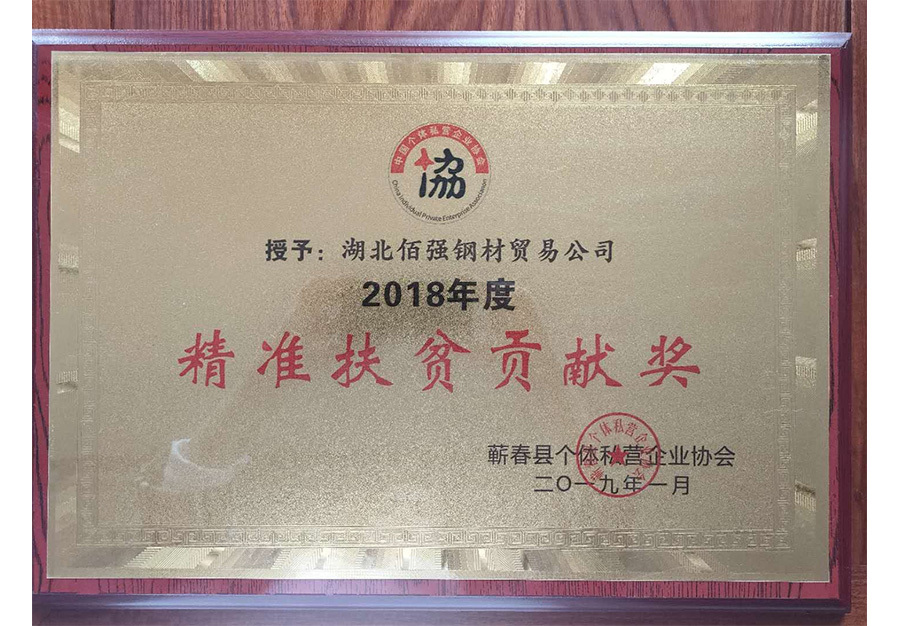 中国个体私营企业协会
協
China Individual Private Enterprise Association
授予：湖北佰强钢材贸易公司
2018年度
精准扶贫贡献奖
蕲春县个体私营企业协会
二〇一九年一月